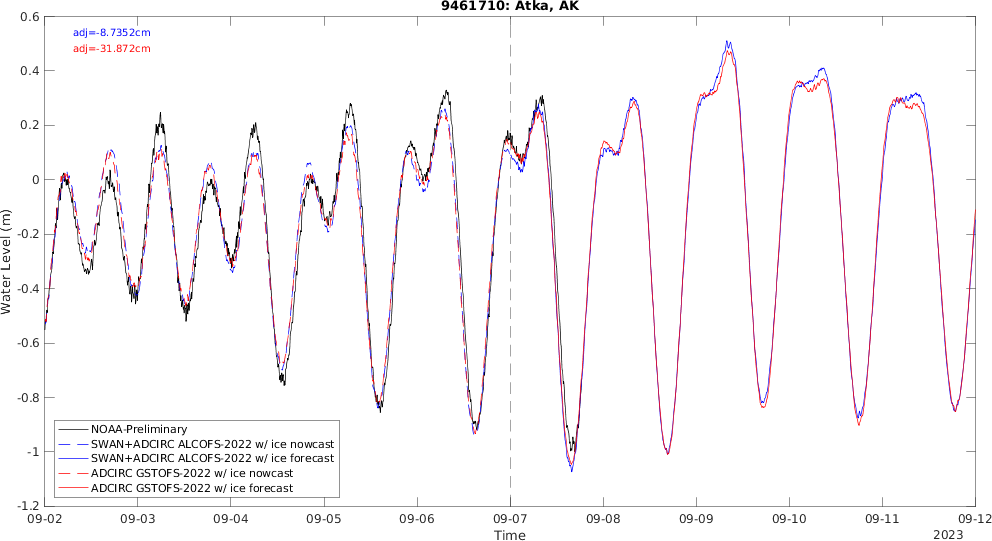 9461710: Atka, AK
adj=-8.7352cm
adj=-31.872cm
0.6
0.4
0.2
0
-0.2
-0.4
-0.6
-0.8
-1
-1.2
Water Level (m)
NOAA-Preliminary
SWAN+ADCIRC ALCOFS-2022 w/ ice nowcast
SWAN+ADCIRC ALCOFS-2022 w/ ice forecast
ADCIRC GSTOFS-2022 w/ ice nowcast
ADCIRC GSTOFS-2022 w/ ice forecast
09-02 09-03 09-04 09-05 09-06 09-07 09-08 09-09 09-10 09-11 09-12
Time
2023